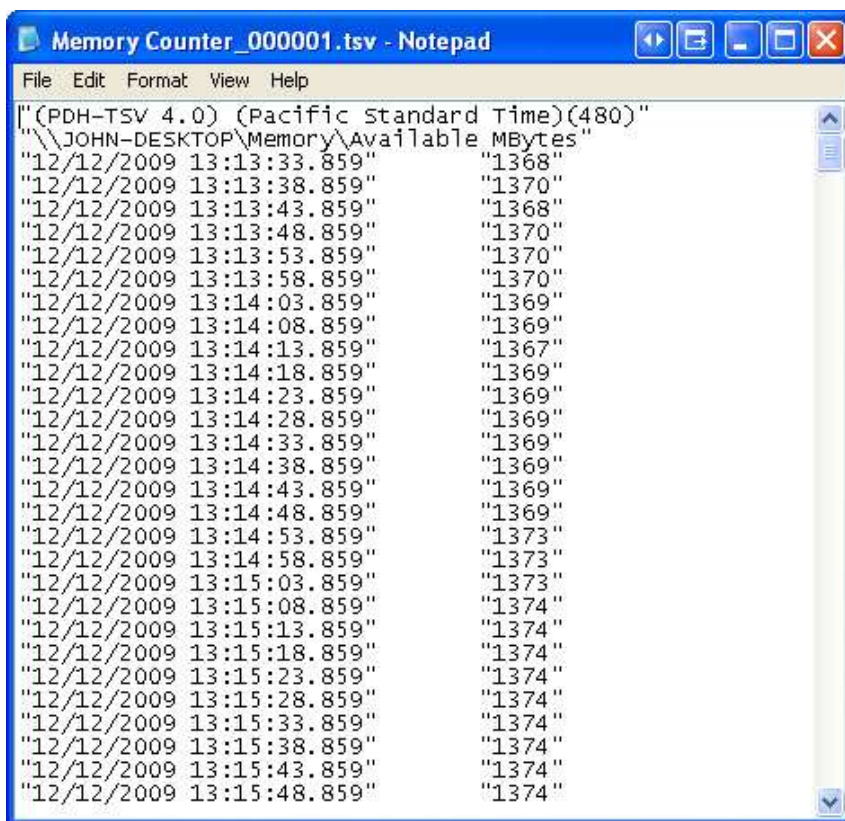 Memory Counter_000001.tsv - Notepad
File Edit Format View Help
"(PDH-TSV 4.0) (Pacific Standard Time)(480)"
"\\JOHN-DESKTOP\Memory\Available MBytes"
"12/12/2009 13:13:33.859" "1368"
"12/12/2009 13:13:38.859" "1370"
"12/12/2009 13:13:43.859" "1368"
"12/12/2009 13:13:48.859" "1370"
"12/12/2009 13:13:53.859" "1370"
"12/12/2009 13:13:58.859" "1370"
"12/12/2009 13:14:03.859" "1369"
"12/12/2009 13:14:08.859" "1369"
"12/12/2009 13:14:13.859" "1367"
"12/12/2009 13:14:18.859" "1369"
"12/12/2009 13:14:23.859" "1369"
"12/12/2009 13:14:28.859" "1369"
"12/12/2009 13:14:33.859" "1369"
"12/12/2009 13:14:38.859" "1369"
"12/12/2009 13:14:43.859" "1369"
"12/12/2009 13:14:48.859" "1369"
"12/12/2009 13:14:53.859" "1373"
"12/12/2009 13:14:58.859" "1373"
"12/12/2009 13:15:03.859" "1373"
"12/12/2009 13:15:08.859" "1374"
"12/12/2009 13:15:13.859" "1374"
"12/12/2009 13:15:18.859" "1374"
"12/12/2009 13:15:23.859" "1374"
"12/12/2009 13:15:28.859" "1374"
"12/12/2009 13:15:33.859" "1374"
"12/12/2009 13:15:38.859" "1374"
"12/12/2009 13:15:43.859" "1374"
"12/12/2009 13:15:48.859" "1374"